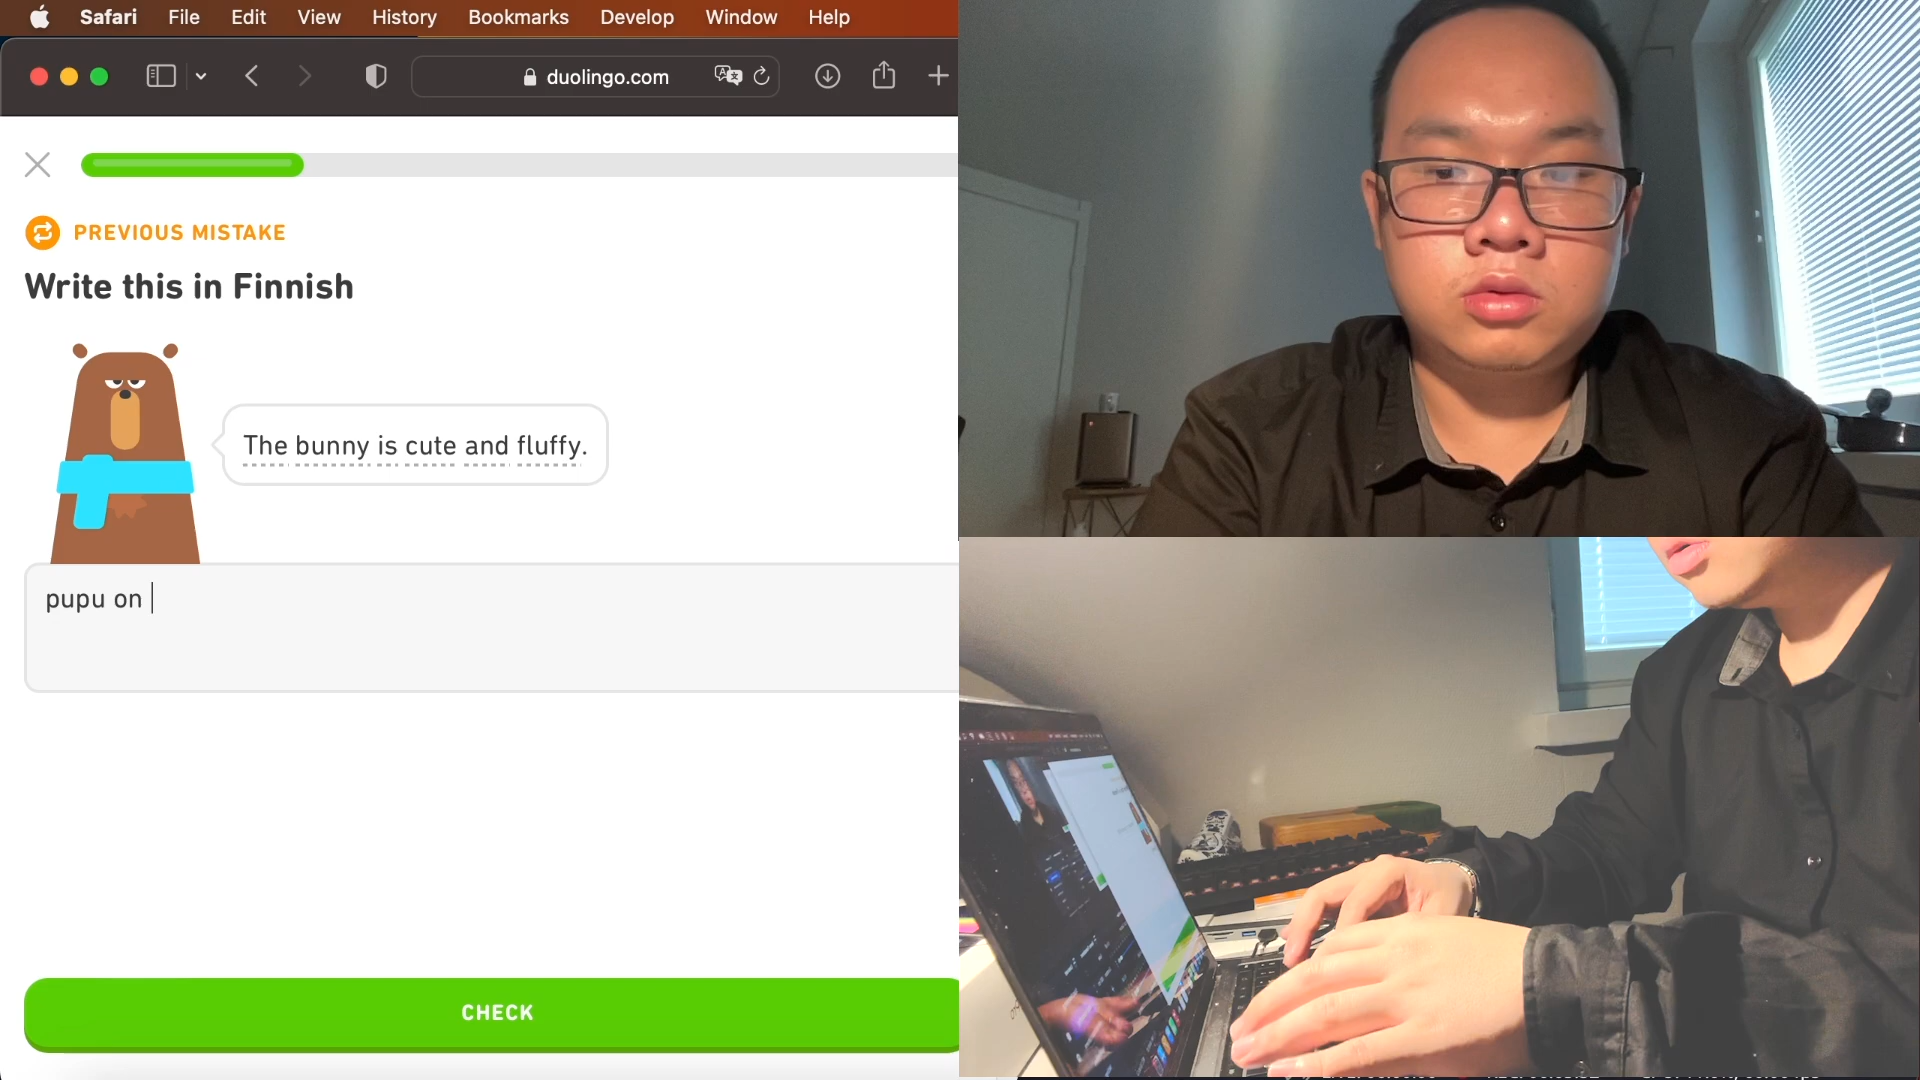 Safari File Edit View History Bookmarks Develop Window Help
duolingo.com
PREVIOUS MISTAKE
Write this in Finnish
The bunny is cute and fluffy.
pupu on
CHECK